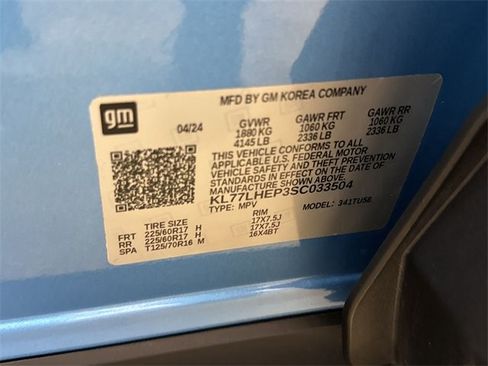 gm
MFD BY GM KOREA COMPANY
04/24 GVWR GAWR FRT GAWR RR
1880 KG 1060 KG 1060 KG
4145 LB 2336 LB 2336 LB
THIS VEHICLE CONFORMS TO ALL
APPLICABLE U.S. FEDERAL MOTOR
VEHICLE SAFETY AND THEFT PREVENTION
STANDARDS IN EFFECT ON THE DATE OF
MANUFACTURE SHOWN ABOVE.
KL77LHEP3SC033504
TYPE: MPV MODEL: 1TU58
TIRE SIZE RIM
FRT 225/60R17 H 17X7.5J
RR 225/60R17 H 17X7.5J
SPA T125/70R16 M 16X4BT